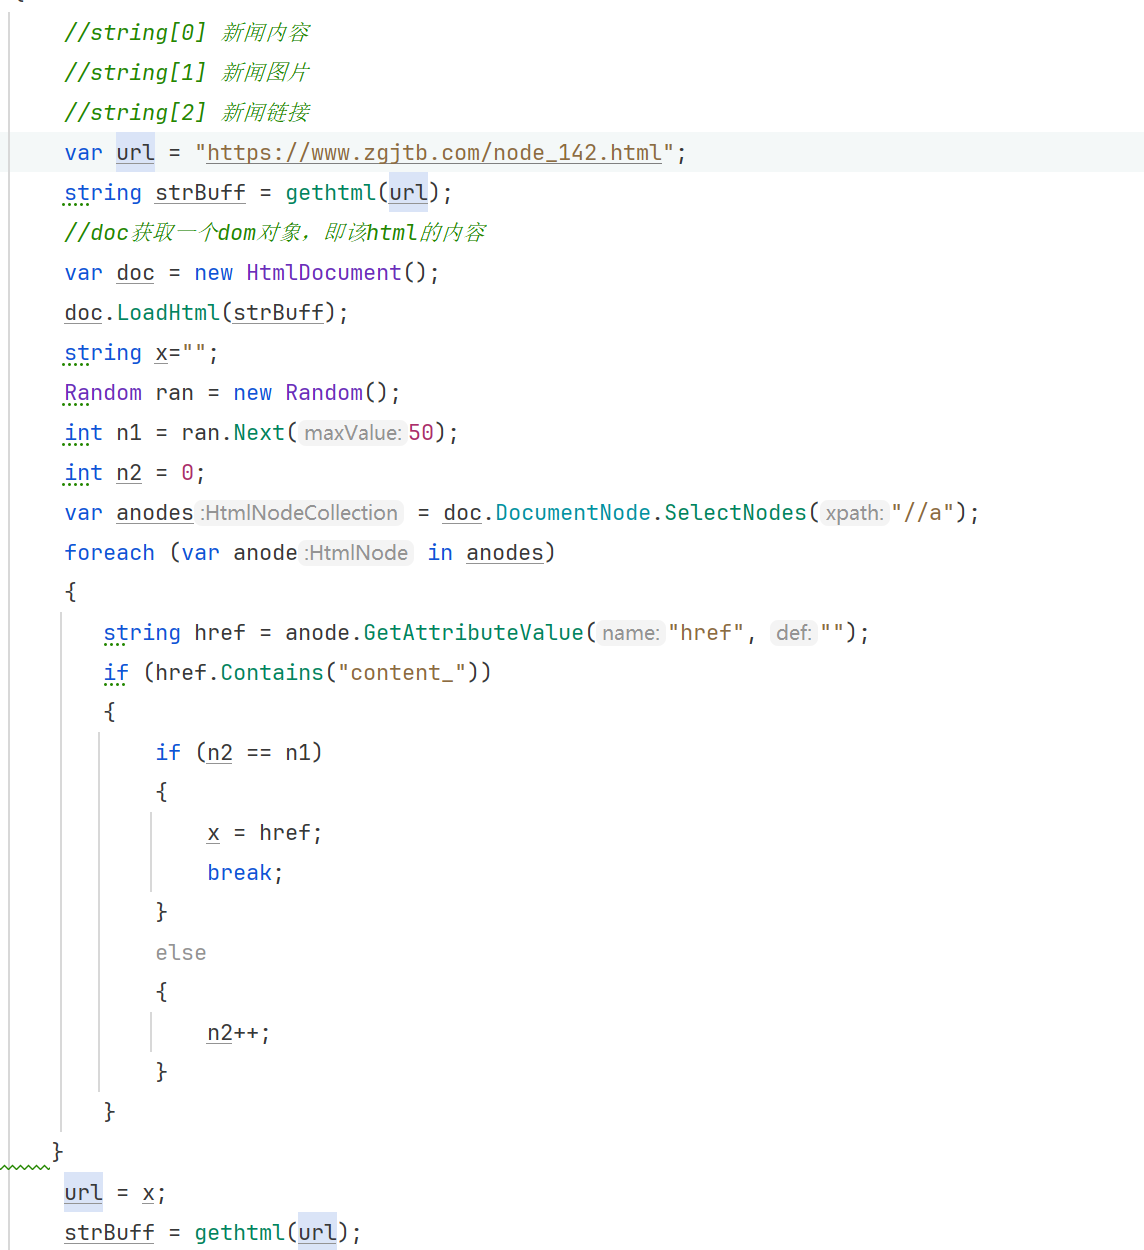 //string[0] 新闻内容
//string[1] 新闻图片
//string[2] 新闻链接
var url = "https://www.zgjtb.com/node_142.html";
string strBuff = gethtml(url);
//doc获取一个dom对象，即该html的内容
var doc = new HtmlDocument();
doc.LoadHtml(strBuff);
string x="";
Random ran = new Random();
int n1 = ran.Next(maxValue:50);
int n2 = 0;
var anodes:HtmlNodeCollection = doc.DocumentNode.SelectNodes(xpath:"//a");
foreach (var anode:HtmlNode in anodes)
{
string href = anode.GetAttributeValue(name:"href", def:"");
if (href.Contains("content_"))
{
if (n2 == n1)
{
x = href;
break;
}
else
{
n2++;
}
}
}
url = x;
strBuff = gethtml(url);